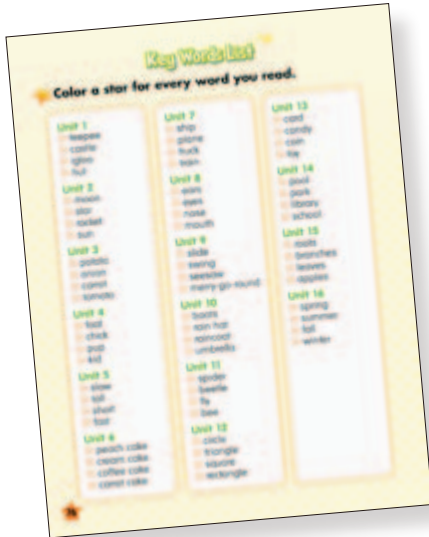 Key Words List
Color a star for every word you read.
Unit 1
teepee
castle
igloo
hut
Unit 2
moon
star
rocket
sun
Unit 3
potato
onion
carrot
tomato
Unit 4
foal
chick
pup
kid
Unit 5
slow
tall
short
fast
Unit 6
peach cake
cream cake
coffee cake
carrot cake
Unit 7
ship
plane
truck
train
Unit 8
ears
eyes
nose
mouth
Unit 9
slide
swing
seesaw
merry-go-round
Unit 10
boots
rain hat
raincoat
umbrella
Unit 11
spider
beetle
fly
bee
Unit 12
circle
triangle
square
rectangle
Unit 13
card
candy
coin
toy
Unit 14
pool
park
library
school
Unit 15
roots
branches
leaves
apples
Unit 16
spring
summer
fall
winter